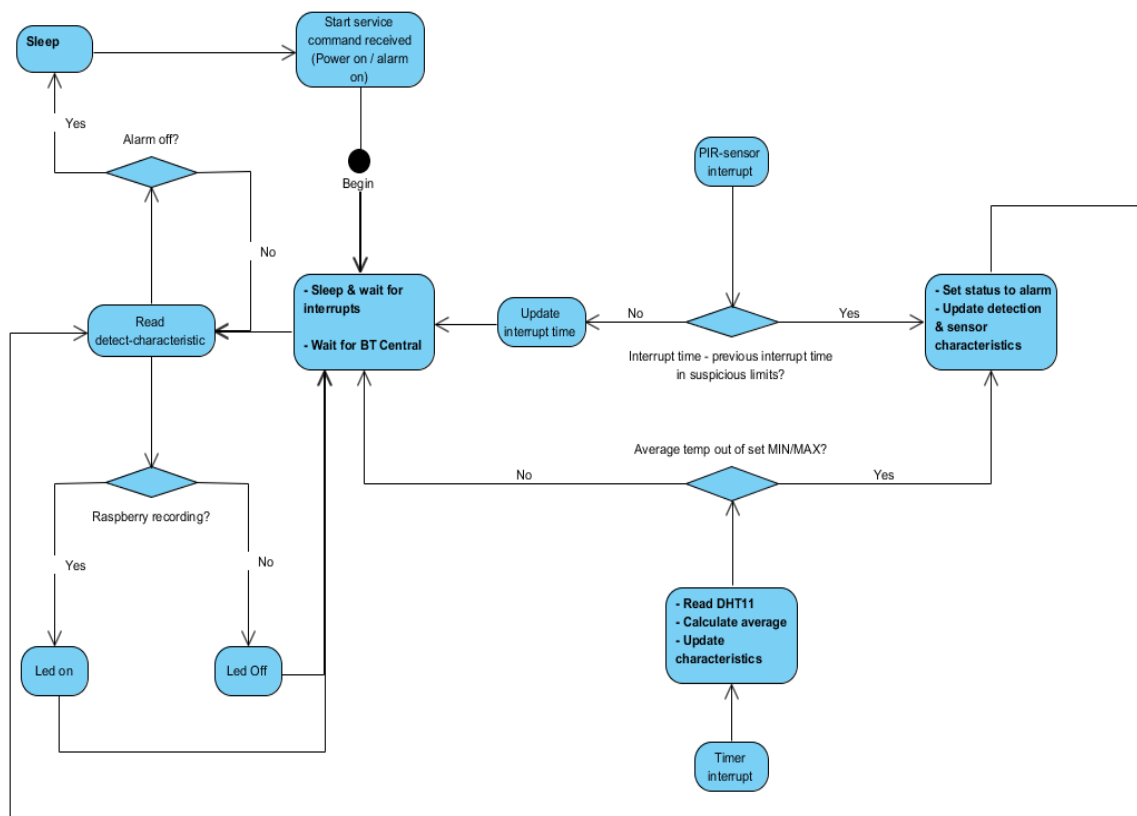 Sleep
Start service
command received
(Power on / alarm
on)
Yes
Alarm off?
No
Begin
PIR-sensor
interrupt
Read
detect-characteristic
- Sleep & wait for
interrupts
- Wait for BT Central
Update
interrupt time
No
Yes
Interrupt time - previous interrupt time
in suspicious limits?
- Set status to alarm
- Update detection
& sensor
characteristics
Average temp out of set MIN/MAX?
No
Yes
Raspberry recording?
Yes
No
Led on
Led Off
- Read DHT11
- Calculate average
- Update
characteristics
Timer
interrupt